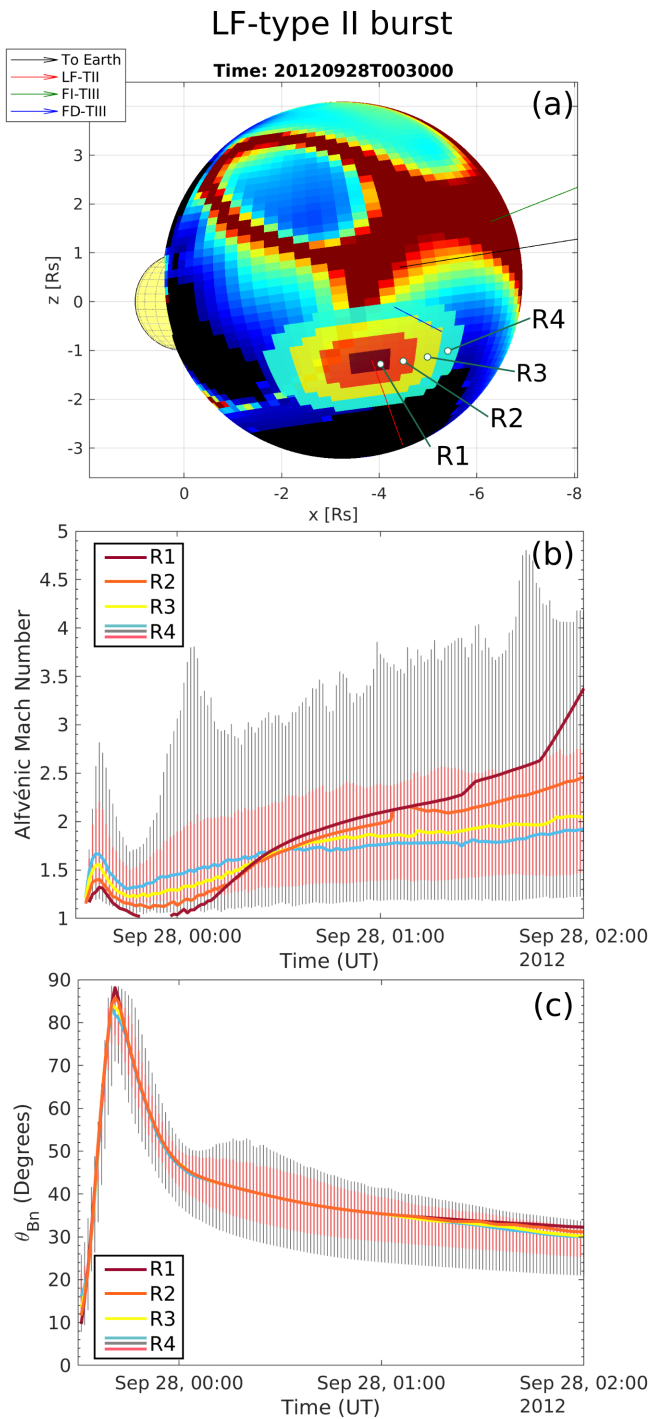 LF-type II burst
To Earth
LF-TII
FI-TIII
FD-TIII
Time: 20120928T003000
(a)
3
2
1
0
-1
-2
-3
z [Rs]
R4
R3
R2
R1
0
-2
-4
-6
-8
x [Rs]
5
4.5
4
3.5
3
2.5
2
1.5
1
Alfvénic Mach Number
(b)
R1
R2
R3
R4
Sep 28, 00:00
Sep 28, 01:00
Sep 28, 02:00
Time (UT)
2012
90
80
70
60
50
40
30
20
10
0
θBn (Degrees)
(c)
R1
R2
R3
R4
Sep 28, 00:00
Sep 28, 01:00
Sep 28, 02:00
Time (UT)
2012